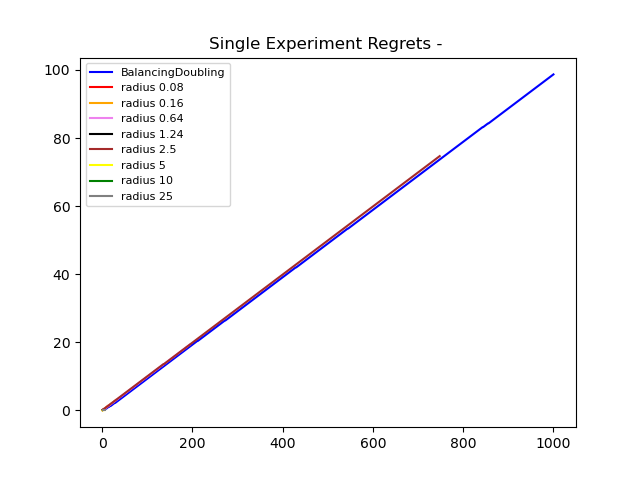 Single Experiment Regrets -
BalancingDoubling
radius 0.08
radius 0.16
radius 0.64
radius 1.24
radius 2.5
radius 5
radius 10
radius 25
100
80
60
40
20
0
0 200 400 600 800 1000